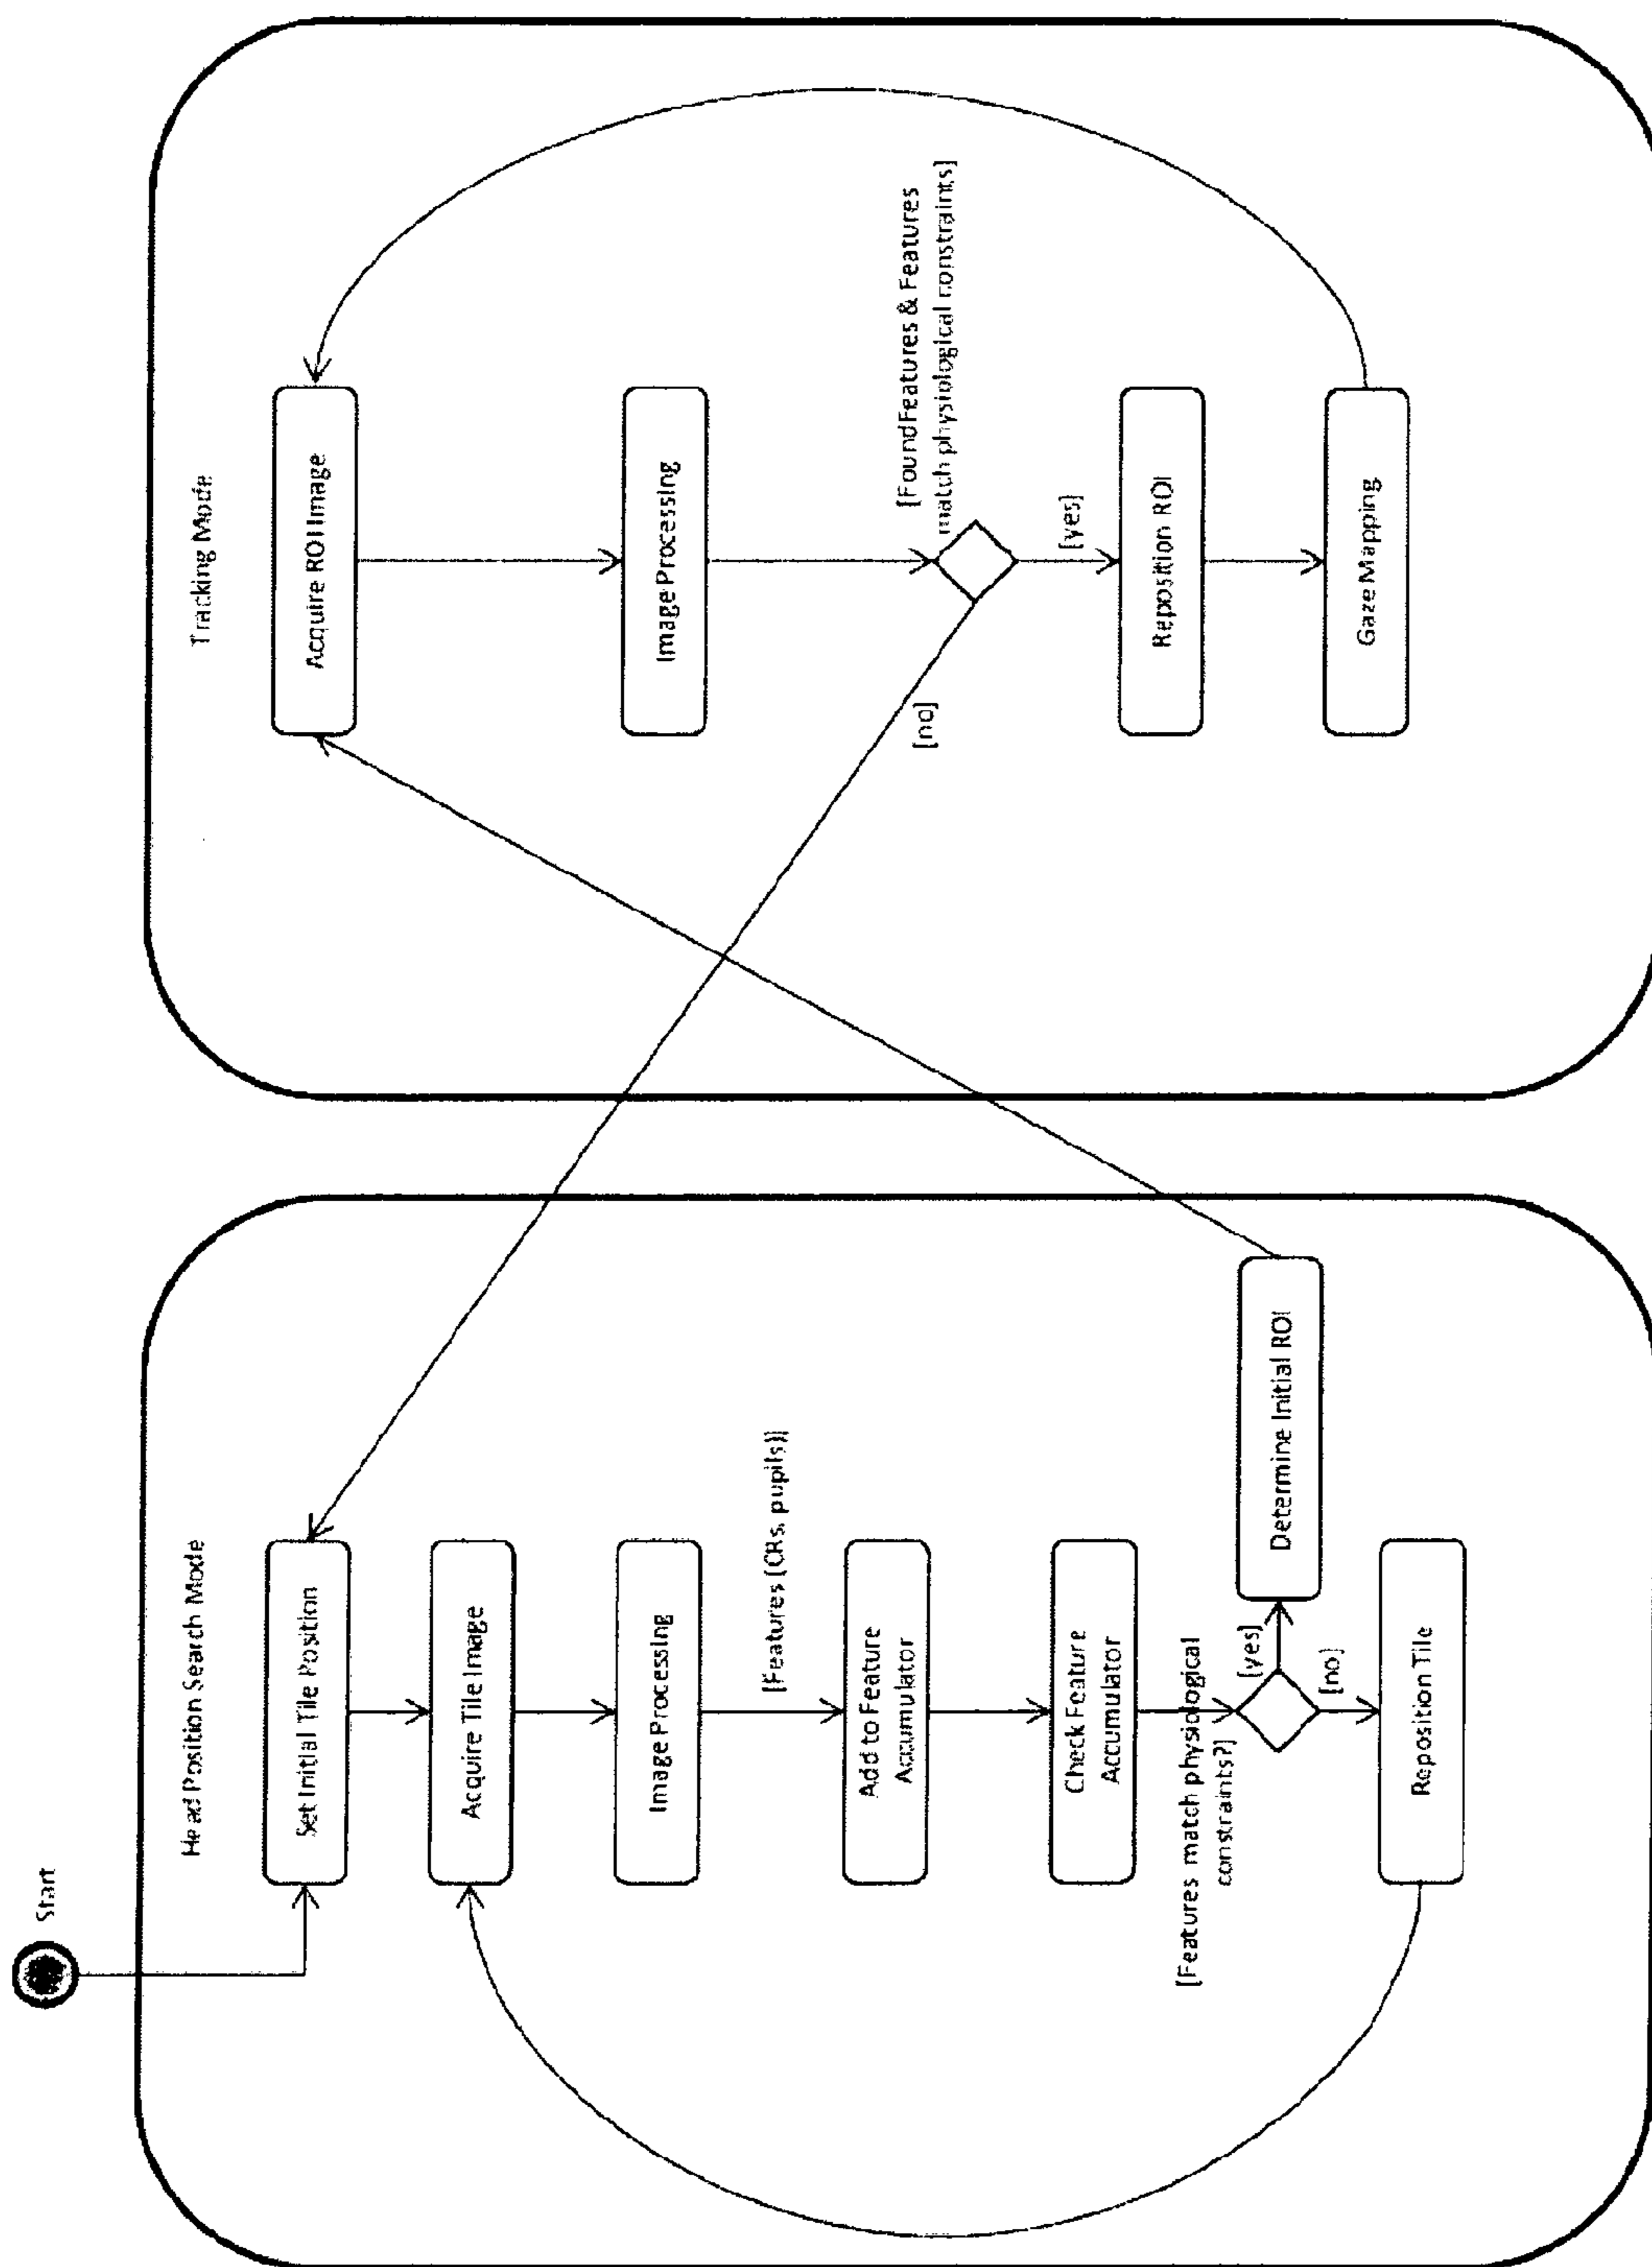 Start
Head Position Search Mode
Set Initial Tile Position
Acquire Tile Image
Image Processing
[Features (CRs, pupils)]
Add to Feature
Accumulator
Check Feature
Accumulator
[Features match physiological
constraints?]
[yes]
Determine Initial ROI
[no]
Reposition Tile
Tracking Mode
Acquire ROI Image
Image Processing
[Found Features & Features
match physiological constraints]
[no]
[yes]
Reposition ROI
Gaze Mapping